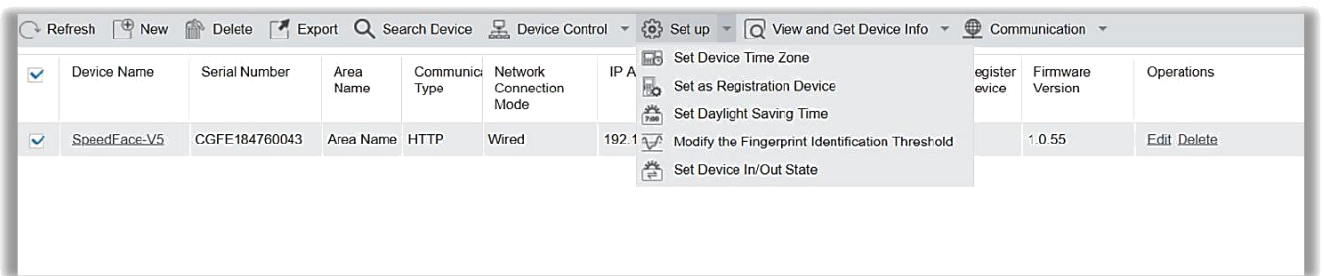 Refresh New Delete Export Search Device Device Control Set up View and Get Device Info Communication
Set Device Time Zone
Set as Registration Device
Set Daylight Saving Time
Modify the Fingerprint Identification Threshold
Set Device In/Out State
Device Name Serial Number Area Name Communica Type Network Connection Mode IP A egister evice Firmware Version Operations
SpeedFace-V5 CGFE184760043 Area Name HTTP Wired 192.1 1.0.55 Edit Delete